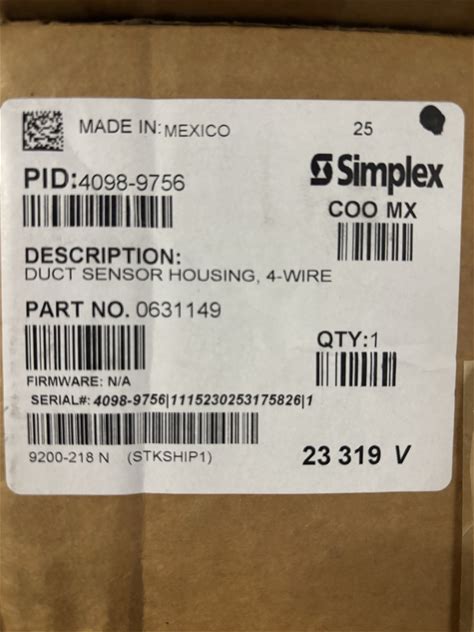 MADE IN: MEXICO 25
PID:4098-9756
Simplex
COO MX
DESCRIPTION:
DUCT SENSOR HOUSING, 4-WIRE
PART NO. 0631149
QTY:1
FIRMWARE: N/A
SERIAL#: 4098-9756|1115230253175826|1
9200-218 N (STKSHIP1)
23 319 V